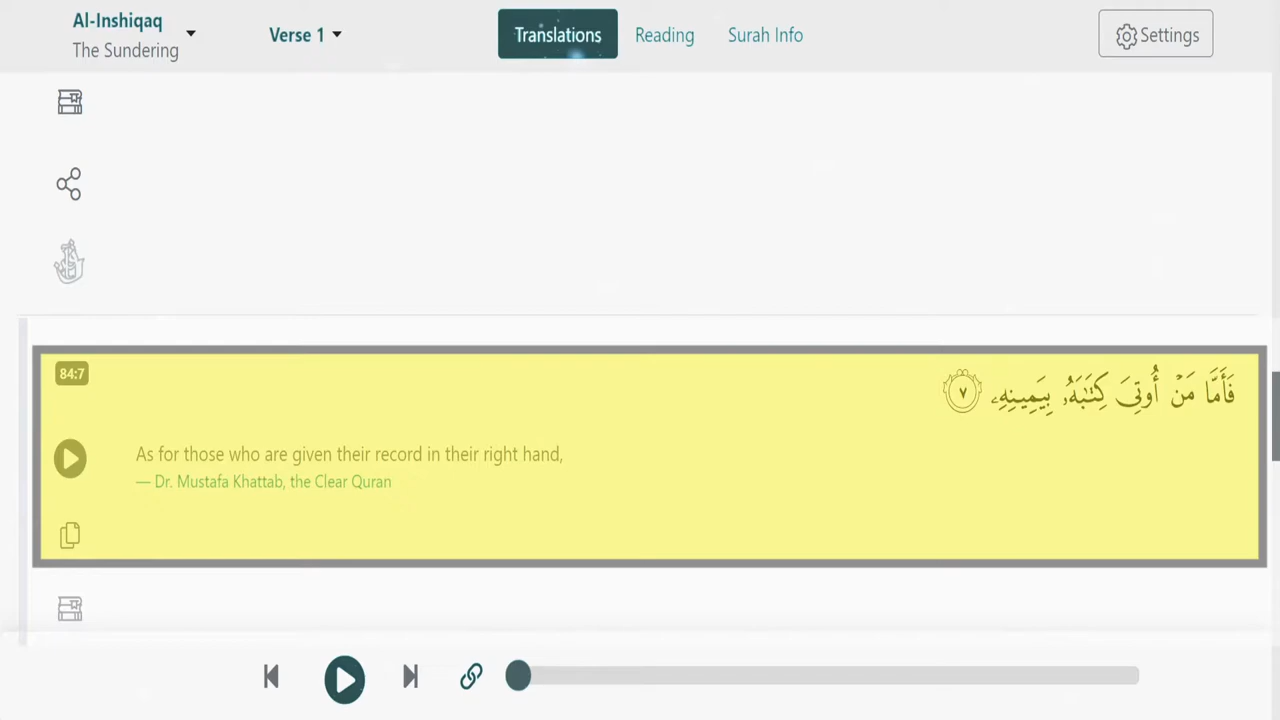 Al-Inshiqaq
The Sundering
Verse 1
Translations
Reading
Surah Info
Settings
84:7
فَأَمَّا مَنْ أُوتِىَ كِتَـٰبَهُۥ بِيَمِينِهِۦ ٧
As for those who are given their record in their right hand,
— Dr. Mustafa Khattab, the Clear Quran